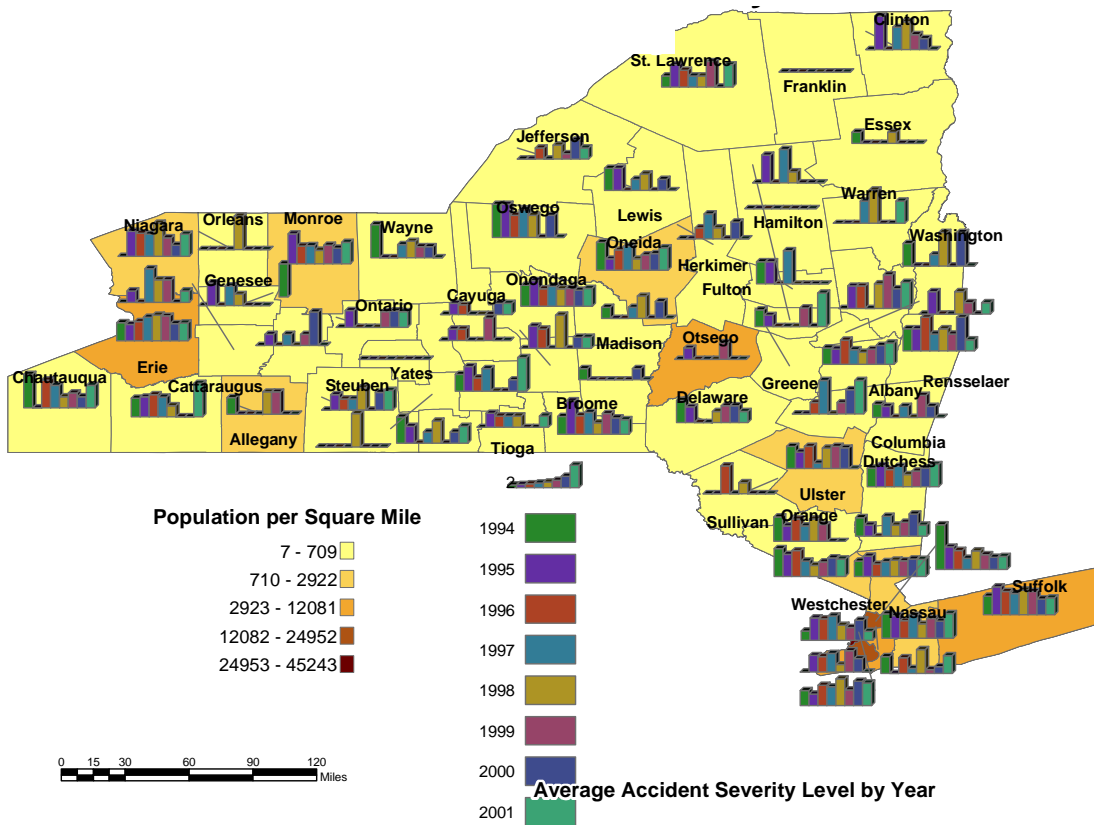 Clinton
St. Lawrence
Franklin
Essex
Jefferson
Lewis
Hamilton
Warren
Washington
Oswego
Oneida
Herkimer
Fulton
Niagara
Orleans
Monroe
Wayne
Genesee
Ontario
Cayuga
Onondaga
Madison
Otsego
Erie
Chautauqua
Cattaraugus
Allegany
Steuben
Yates
Broome
Tioga
Delaware
Greene
Albany
Rensselaer
Columbia
Dutchess
Ulster
Sullivan
Orange
Westchester
Nassau
Suffolk
2
Population per Square Mile
7 - 709
710 - 2922
2923 - 12081
12082 - 24952
24953 - 45243
1994
1995
1996
1997
1998
1999
2000
2001
Average Accident Severity Level by Year
0 15 30 60 90 120
Miles